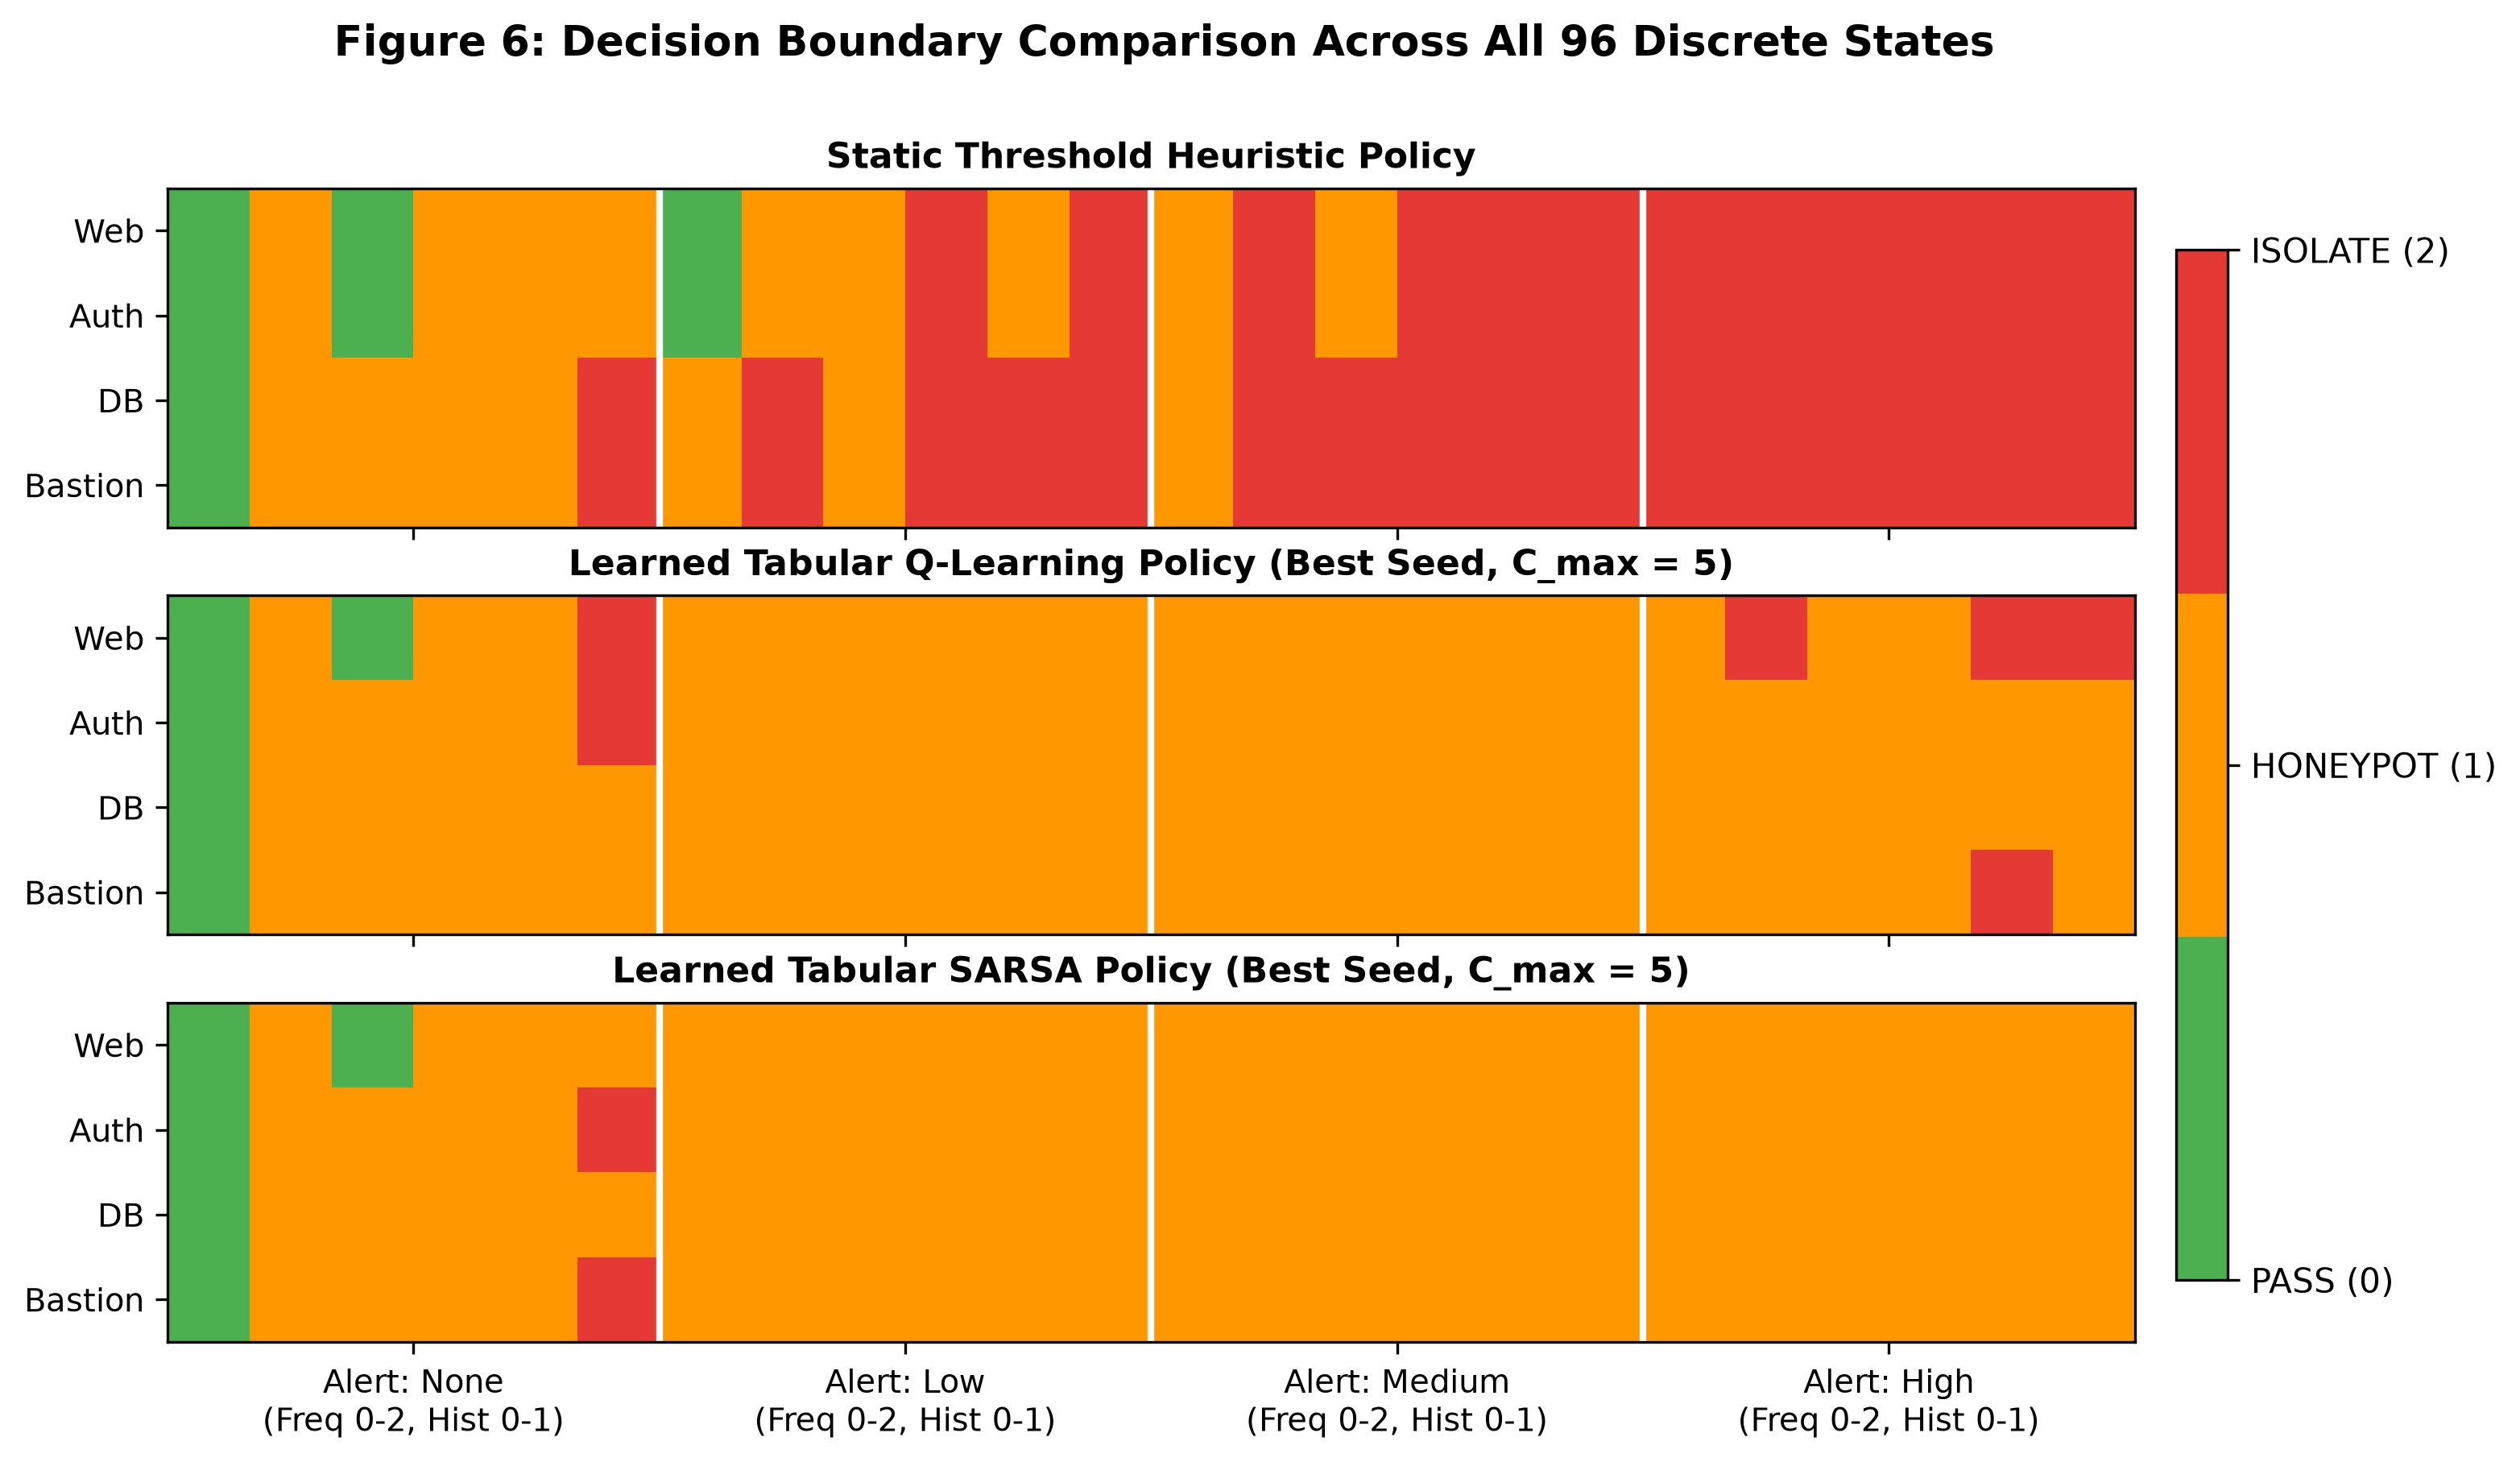 Figure 6: Decision Boundary Comparison Across All 96 Discrete States
Static Threshold Heuristic Policy
Web
Auth
DB
Bastion
Learned Tabular Q-Learning Policy (Best Seed, C_max = 5)
Web
Auth
DB
Bastion
Learned Tabular SARSA Policy (Best Seed, C_max = 5)
Web
Auth
DB
Bastion
Alert: None
(Freq 0-2, Hist 0-1)
Alert: Low
(Freq 0-2, Hist 0-1)
Alert: Medium
(Freq 0-2, Hist 0-1)
Alert: High
(Freq 0-2, Hist 0-1)
ISOLATE (2)
HONEYPOT (1)
PASS (0)